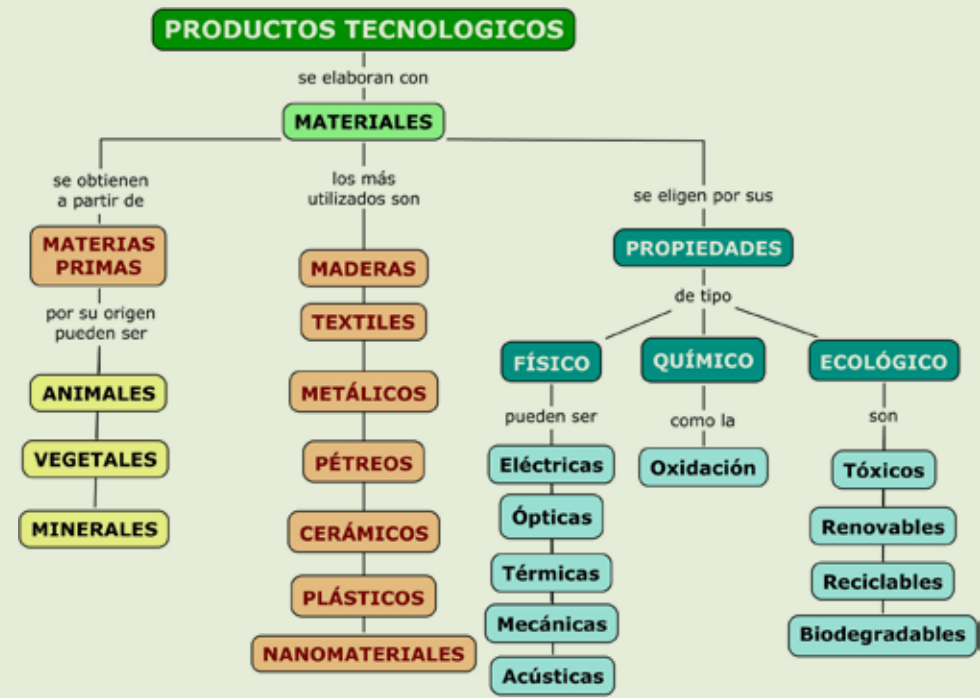 PRODUCTOS TECNOLOGICOS
se elaboran con
MATERIALES
se obtienen
a partir de
MATERIAS
PRIMAS
por su origen
pueden ser
ANIMALES
VEGETALES
MINERALES
los más
utilizados son
MADERAS
TEXTILES
METÁLICOS
PÉTREOS
CERÁMICOS
PLÁSTICOS
NANOMATERIALES
se eligen por sus
PROPIEDADES
de tipo
FÍSICO
pueden ser
Eléctricas
Ópticas
Térmicas
Mecánicas
Acústicas
QUÍMICO
como la
Oxidación
ECOLÓGICO
son
Tóxicos
Renovables
Reciclables
Biodegradables